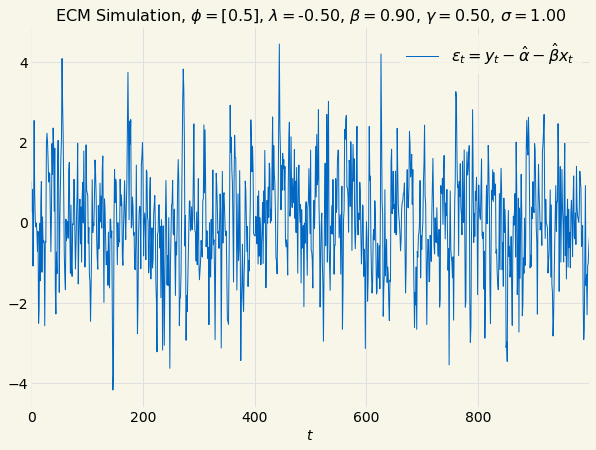 ECM Simulation, ϕ = [0.5], λ = -0.50, β = 0.90, γ = 0.50, σ = 1.00
ε_t = y_t − α̂ − β̂x_t
4
2
0
−2
−4
0 200 400 600 800
t